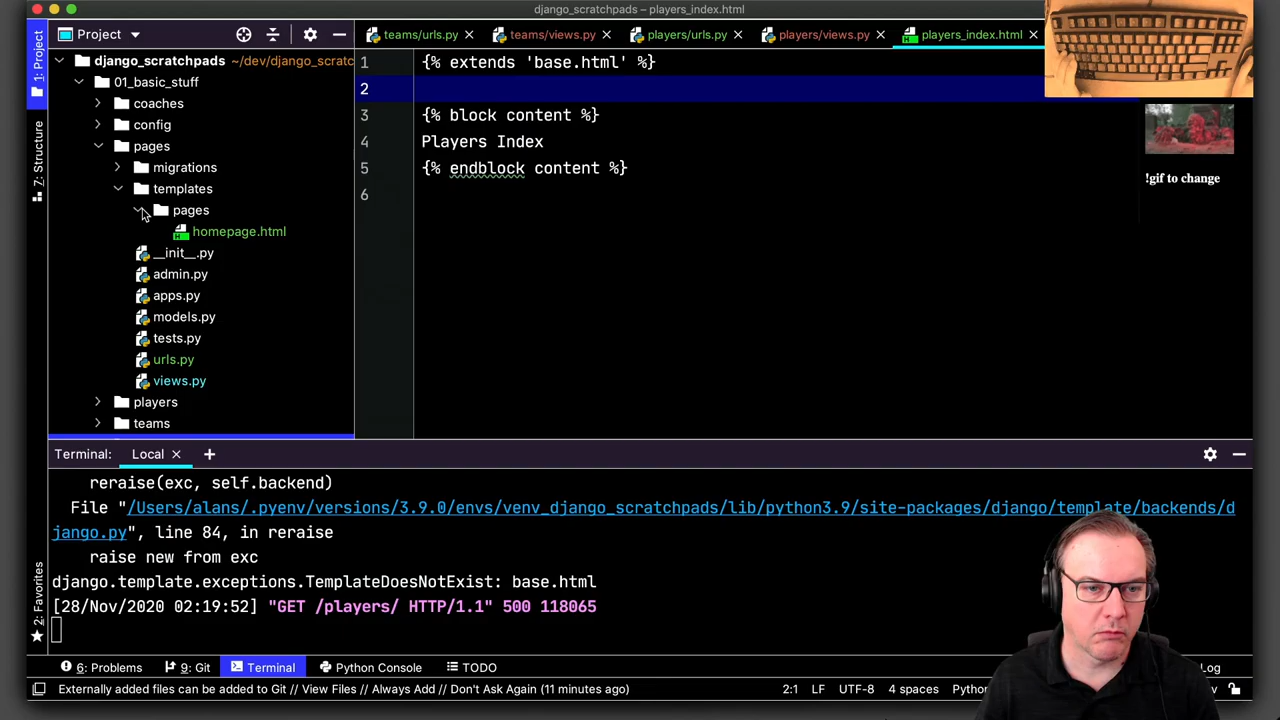 django_scratchpads – players_index.html
1: Project
Project
teams/urls.py
teams/views.py
players/urls.py
players/views.py
players_index.html
django_scratchpads ~/dev/django_scratc
01_basic_stuff
coaches
config
pages
migrations
templates
pages
homepage.html
__init__.py
admin.py
apps.py
models.py
tests.py
urls.py
views.py
players
teams
7: Structure
1 {% extends 'base.html' %}
2
3 {% block content %}
4 Players Index
5 {% endblock content %}
6
!gif to change
Terminal: Local +
reraise(exc, self.backend)
File "/Users/alans/.pyenv/versions/3.9.0/envs/venv_django_scratchpads/lib/python3.9/site-packages/django/template/backends/d
jango.py", line 84, in reraise
raise new from exc
django.template.exceptions.TemplateDoesNotExist: base.html
[28/Nov/2020 02:19:52] "GET /players/ HTTP/1.1" 500 118065
2: Favorites
6: Problems 9: Git Terminal Python Console TODO Log
Externally added files can be added to Git // View Files // Always Add // Don't Ask Again (11 minutes ago) 2:1 LF UTF-8 4 spaces